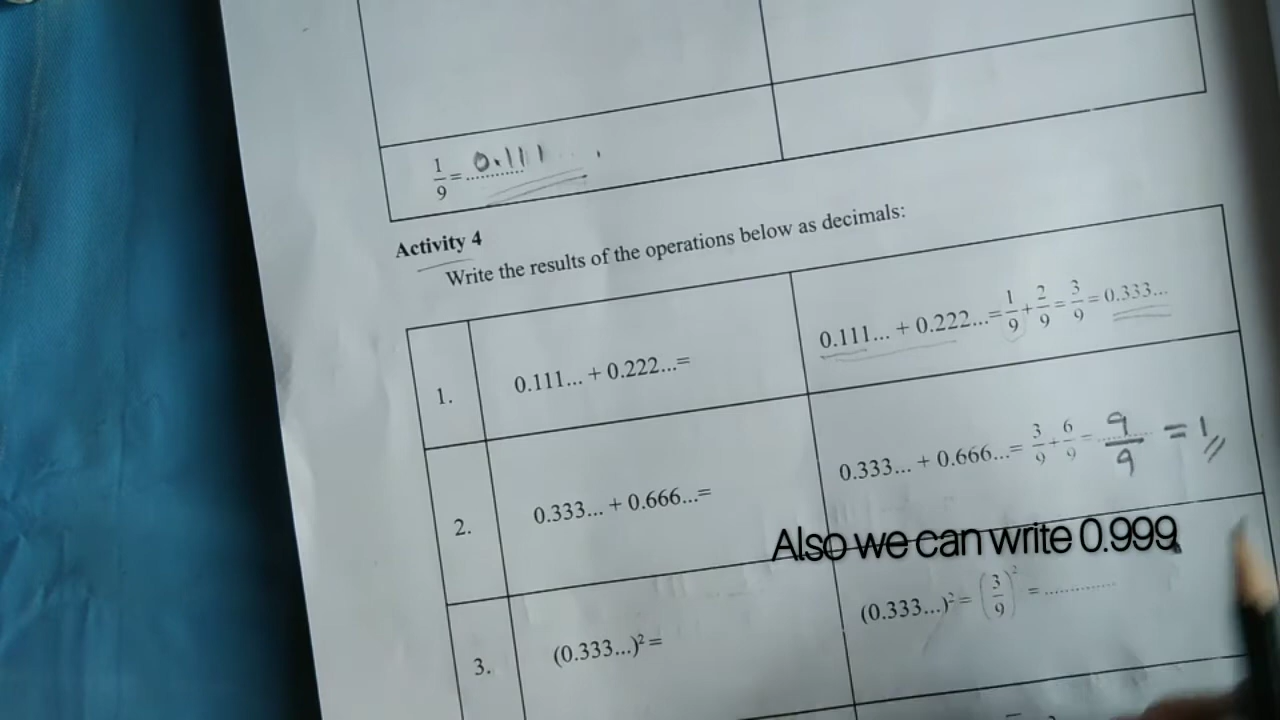 1/9 = 0.111...
Activity 4
Write the results of the operations below as decimals:
1. 0.111... + 0.222...=
0.111... + 0.222...= 1/9 + 2/9 = 3/9 = 0.333...
2. 0.333... + 0.666...=
0.333... + 0.666...= 3/9 + 6/9 = 9/9 = 1
Also we can write 0.999
3. (0.333...)² =
(0.333...)² = (3/9)² = ..............